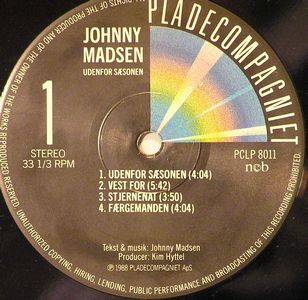 PLADECOMPAGNIET
JOHNNY
MADSEN
UDENFOR SÆSONEN
1
STEREO
33 1/3 RPM
PCLP 8011
ncb
1. UDENFOR SÆSONEN (4:04)
2. VEST FOR (5:42)
3. STJERNENAT (3:50)
4. FÆRGEMANDEN (4:04)
Tekst & musik: Johnny Madsen
Producer: Kim Hyttel
ⓟ 1988 PLADECOMPAGNIET ApS
ALL RIGHTS OF THE PRODUCER AND OF THE OWNER OF THE WORKS REPRODUCED RESERVED. UNAUTHORIZED COPYING, HIRING, LENDING, PUBLIC PERFORMANCE AND BROADCASTING OF THIS RECORDING PROHIBITED.